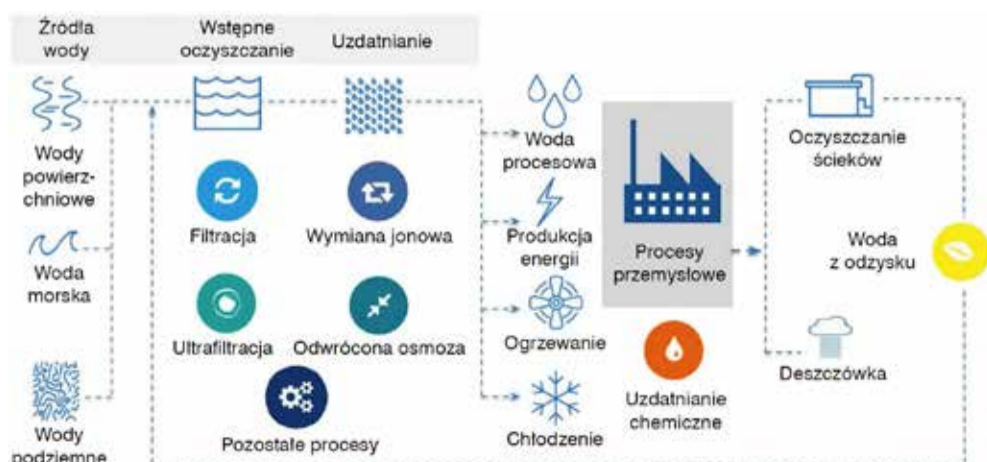 Źródła
wody
Wstępne
oczyszczanie
Uzdatnianie
Wody
powierz-
chniowe
Woda
morska
Wody
podziemne
Filtracja
Wymiana jonowa
Ultrafiltracja
Odwrócona osmoza
Pozostałe procesy
Woda
procesowa
Produkcja
energii
Ogrzewanie
Chłodzenie
Procesy
przemysłowe
Uzdatnianie
chemiczne
Oczyszczanie
ścieków
Woda
z odzysku
Deszczówka